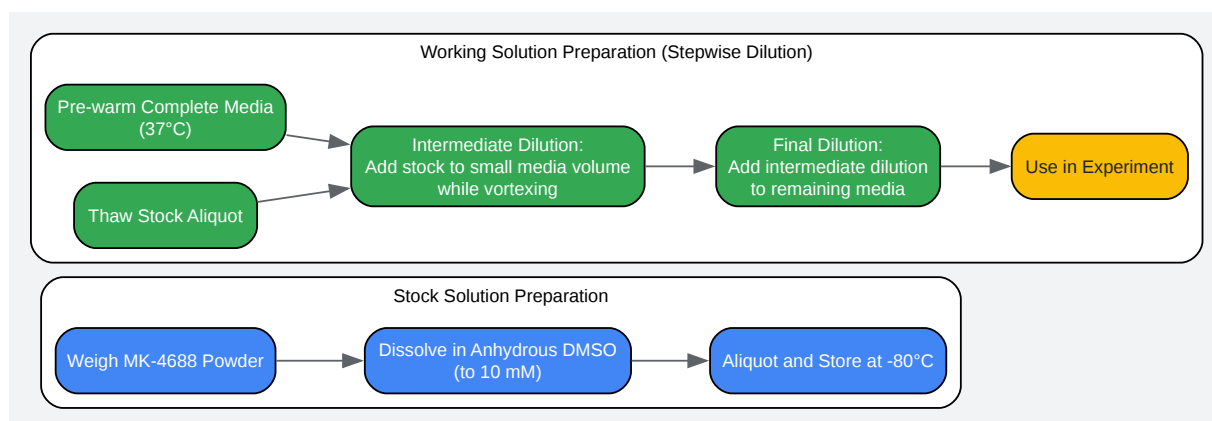 Working Solution Preparation (Stepwise Dilution)
Pre-warm Complete Media
(37°C)
Thaw Stock Aliquot
Intermediate Dilution:
Add stock to small media volume
while vortexing
Final Dilution:
Add intermediate dilution
to remaining media
Use in Experiment
Stock Solution Preparation
Weigh MK-4688 Powder
Dissolve in Anhydrous DMSO
(to 10 mM)
Aliquot and Store at -80°C